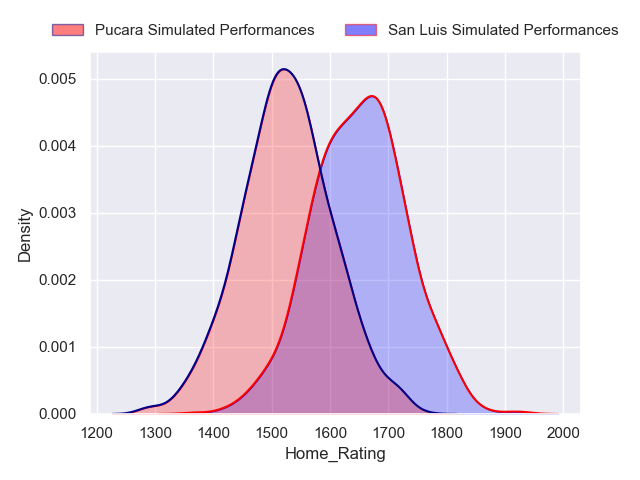 Pucara Simulated Performances San Luis Simulated Performances
0.005
0.004
0.003
0.002
0.001
0.000
Density
1200 1300 1400 1500 1600 1700 1800 1900 2000
Home_Rating